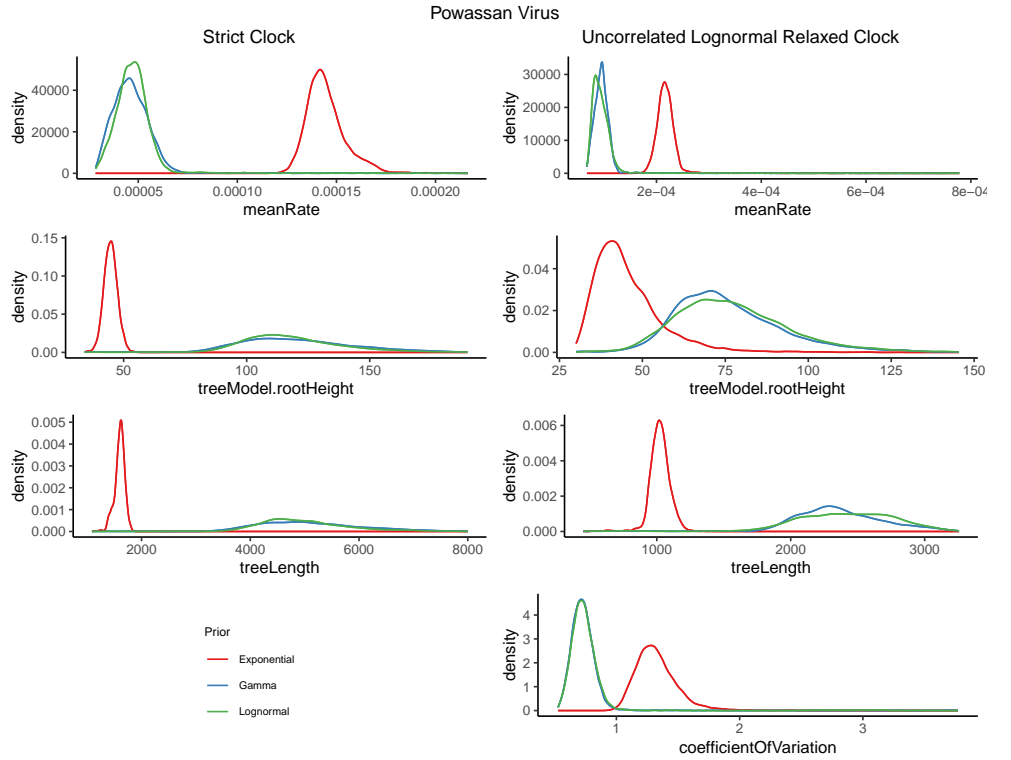 Powassan Virus
Strict Clock
Uncorrelated Lognormal Relaxed Clock
density
40000
20000
0
0.00005 0.00010 0.00015 0.00020
meanRate
density
30000
20000
10000
0
2e−04 4e−04 6e−04 8e−04
meanRate
density
0.15
0.10
0.05
0.00
50 100 150
treeModel.rootHeight
density
0.04
0.02
0.00
25 50 75 100 125 150
treeModel.rootHeight
density
0.005
0.004
0.003
0.002
0.001
0.000
2000 4000 6000 8000
treeLength
density
0.006
0.004
0.002
0.000
1000 2000 3000
treeLength
Prior
Exponential
Gamma
Lognormal
density
4
3
2
1
0
1 2 3
coefficientOfVariation